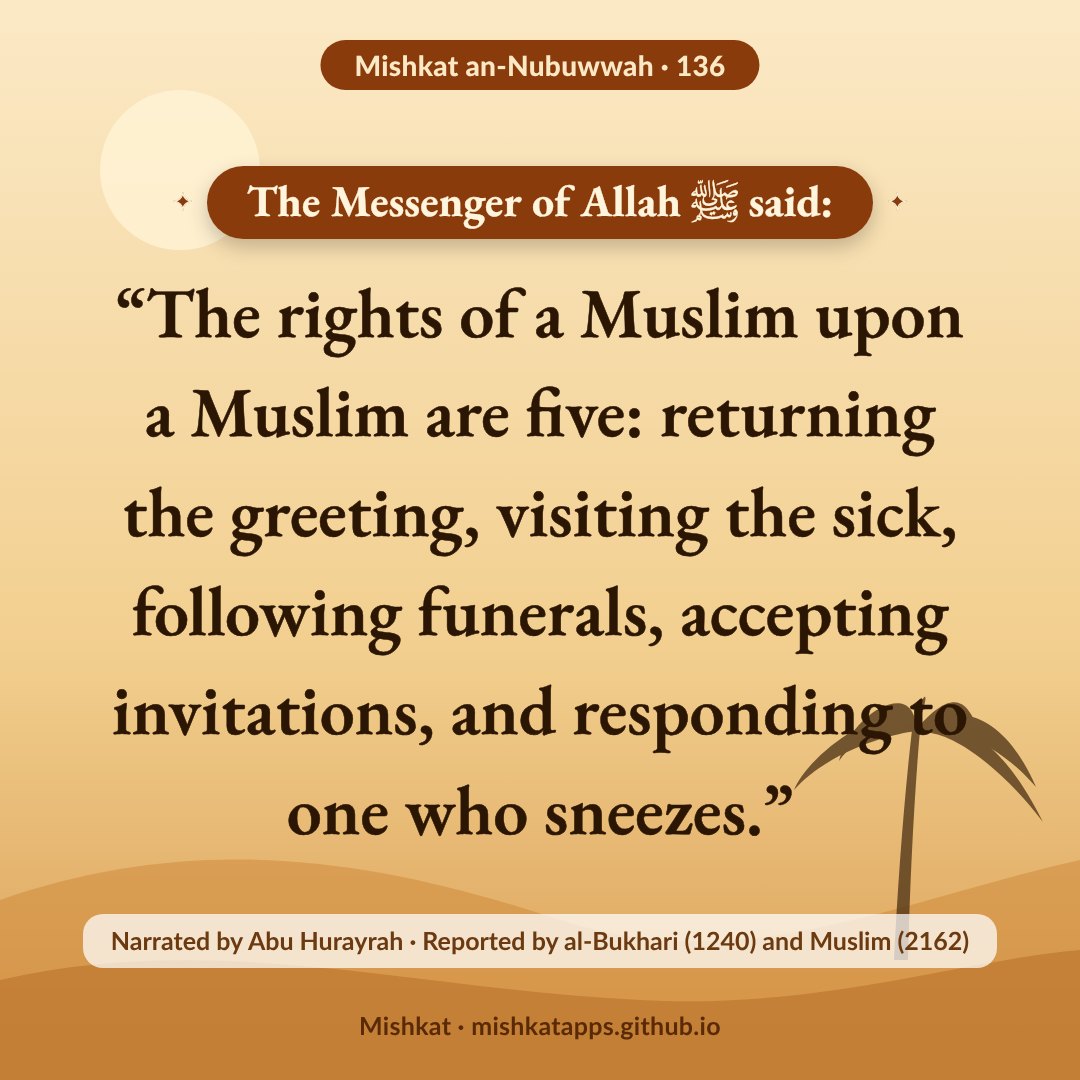 Mishkat an-Nubuwwah · 136
The Messenger of Allah ﷺ said:
“The rights of a Muslim upon
a Muslim are five: returning
the greeting, visiting the sick,
following funerals, accepting
invitations, and responding to
one who sneezes.”
Narrated by Abu Hurayrah · Reported by al-Bukhari (1240) and Muslim (2162)
Mishkat · mishkatapps.github.io